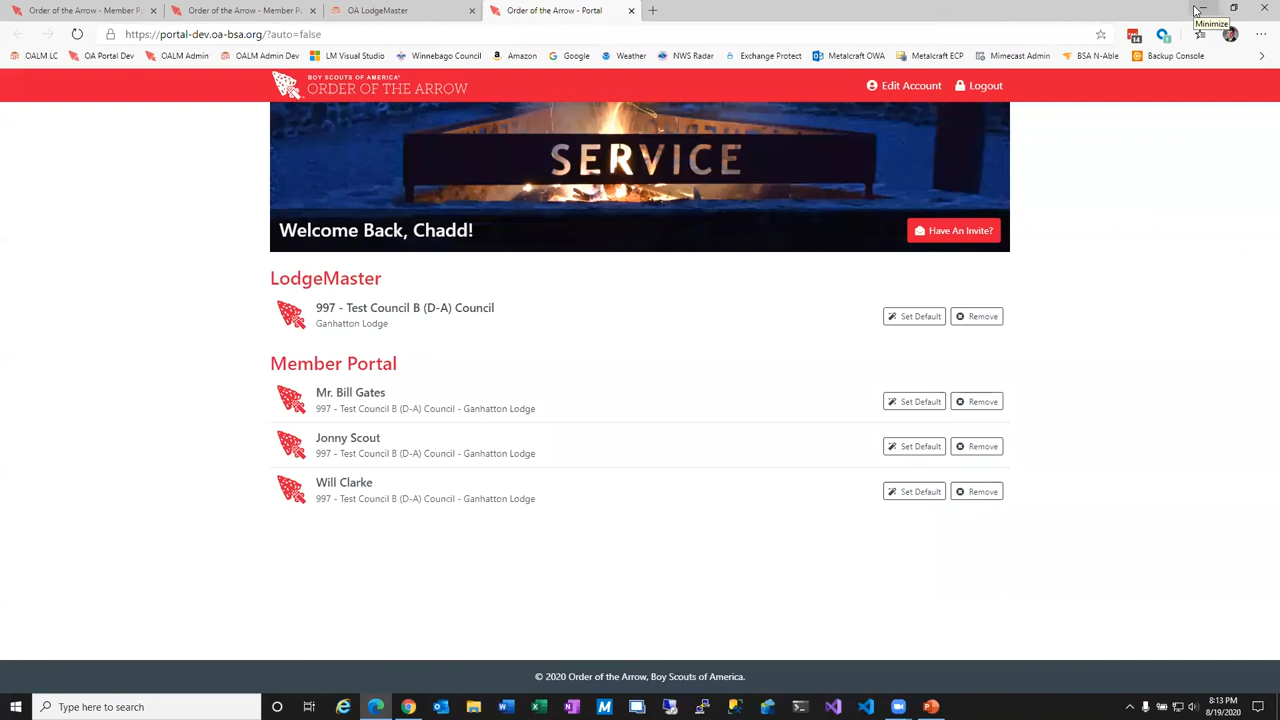 Order of the Arrow - Member P
Order of the Arrow - Member P
OA LodgeMaster
Order of the Arrow - Portal
Minimize
https://portal-dev.oa-bsa.org/?auto=false
14
OALM LC
OA Portal Dev
OALM Admin
OALM Admin Dev
LM Visual Studio
Winnebago Council
Amazon
Google
Weather
NWS Radar
Exchange Protect
Metalcraft OWA
Metalcraft ECP
Mimecast Admin
BSA N-Able
Backup Console
BOY SCOUTS OF AMERICA®
ORDER OF THE ARROW
Edit Account
Logout
SERVICE
Welcome Back, Chadd!
Have An Invite?
LodgeMaster
997 - Test Council B (D-A) Council
Ganhatton Lodge
Set Default
Remove
Member Portal
Mr. Bill Gates
997 - Test Council B (D-A) Council - Ganhatton Lodge
Set Default
Remove
Jonny Scout
997 - Test Council B (D-A) Council - Ganhatton Lodge
Set Default
Remove
Will Clarke
997 - Test Council B (D-A) Council - Ganhatton Lodge
Set Default
Remove
© 2020 Order of the Arrow, Boy Scouts of America.
Type here to search
8:13 PM
8/19/2020